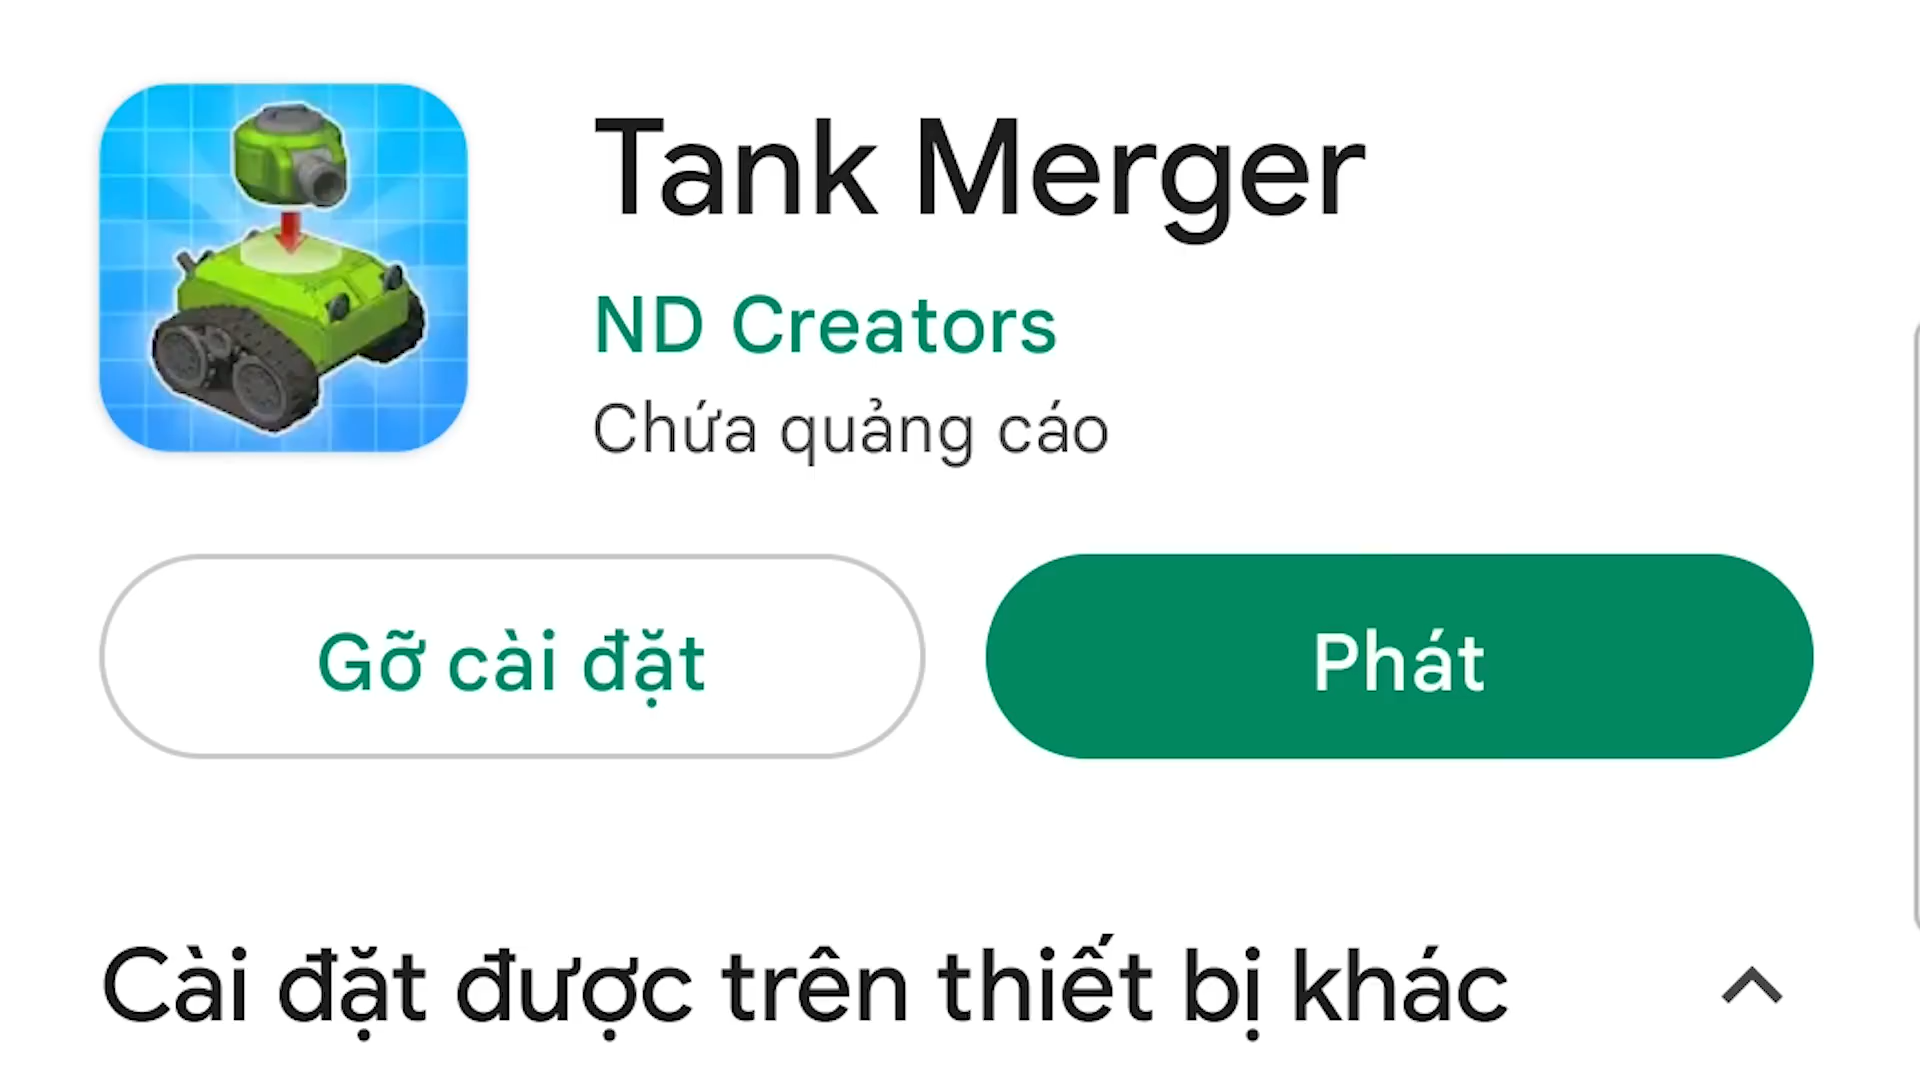 Tank Merger
ND Creators
Chứa quảng cáo
Gỡ cài đặt
Phát
Cài đặt được trên thiết bị khác